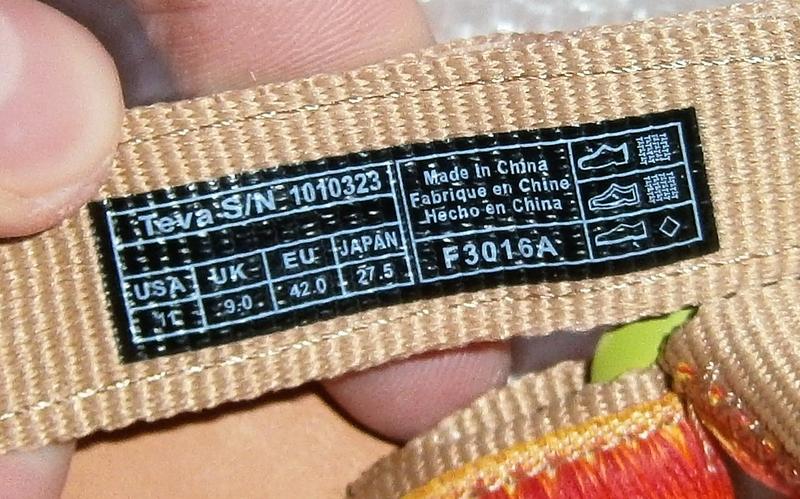 Teva S/N 1010323
USA UK EU JAPAN
11 9.0 42.0 27.5
Made In China
Fabrique en Chine
Hecho en China
F3016A